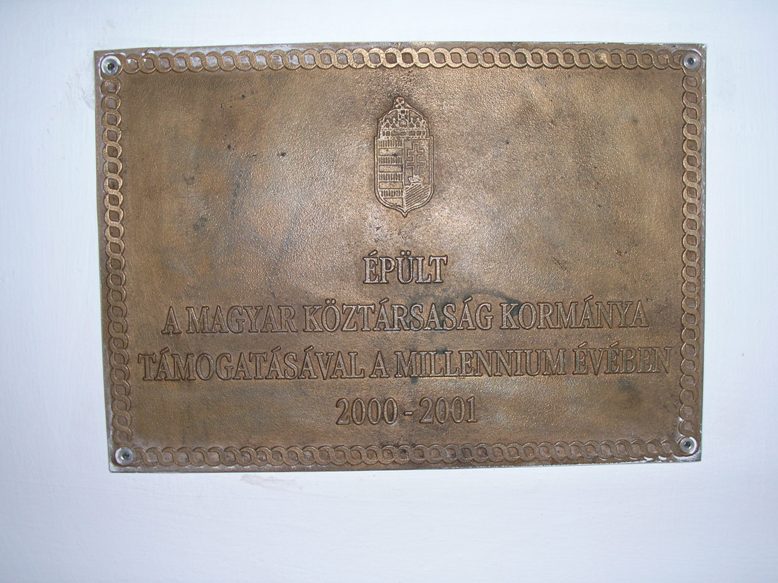 ÉPÜLT
A MAGYAR KÖZTÁRSASÁG KORMÁNYA
TÁMOGATÁSÁVAL A MILLENNIUM ÉVÉBEN
2000 - 2001